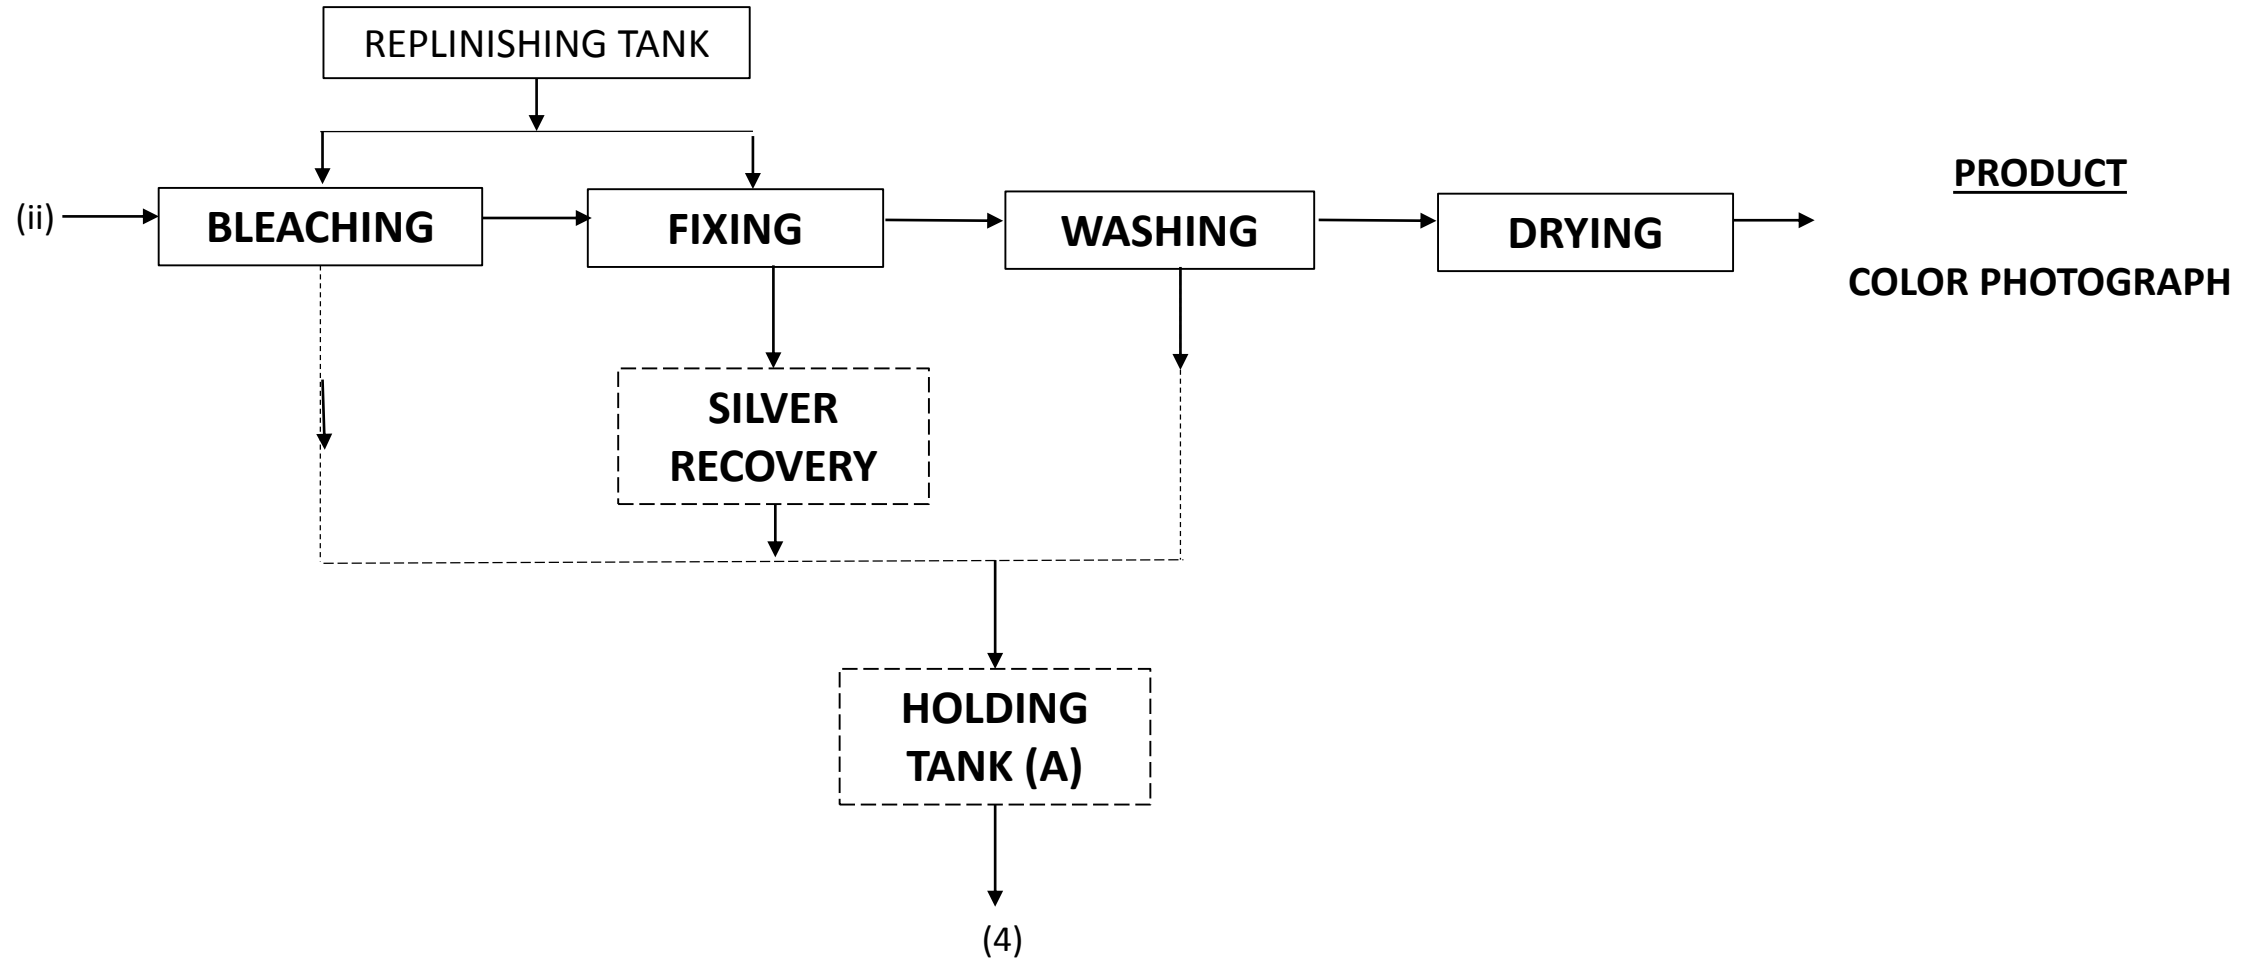 REPLINISHING TANK
PRODUCT
(ii)
BLEACHING
FIXING
WASHING
DRYING
COLOR PHOTOGRAPH
SILVER
RECOVERY
HOLDING
TANK (A)
(4)